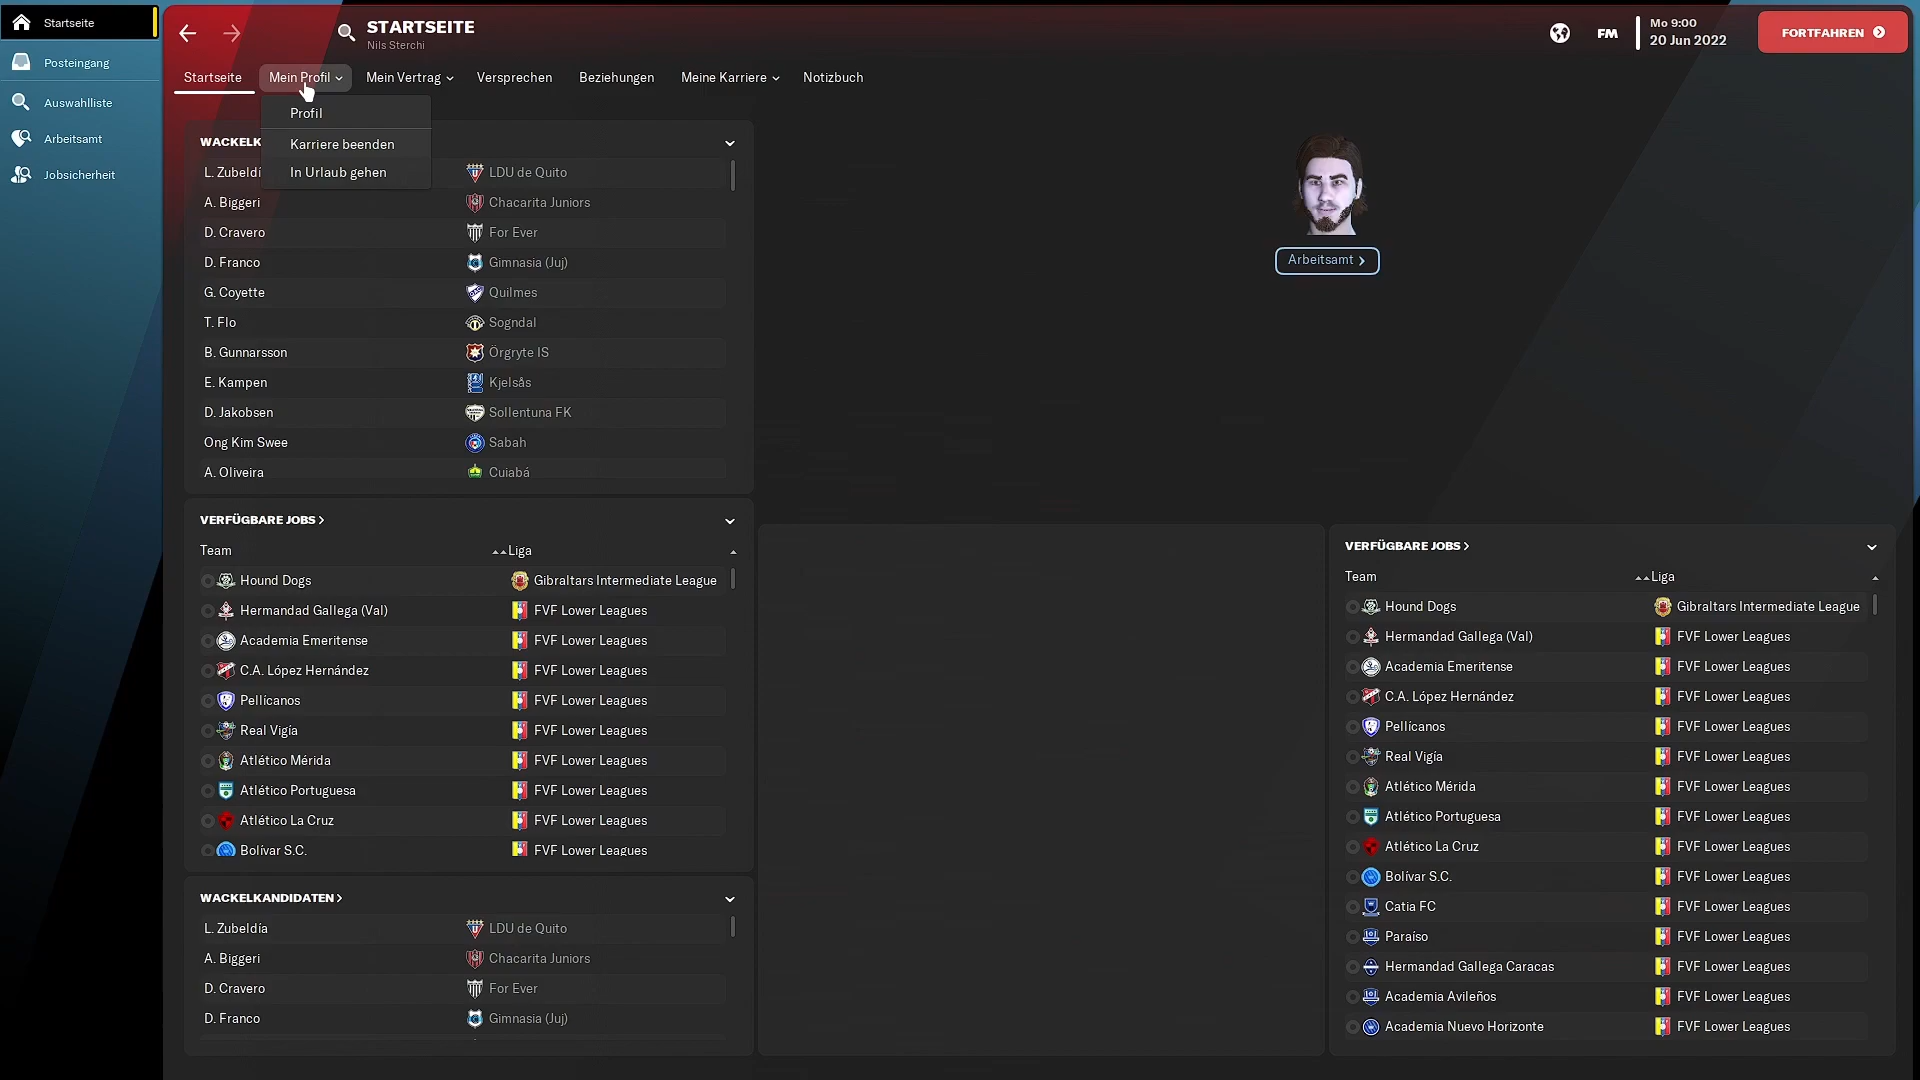 Startseite
Posteingang
Auswahlliste
Arbeitsamt
Jobsicherheit
STARTSEITE
Nils Sterchi
FM
Mo 9:00
20 Jun 2022
FORTFAHREN
Startseite
Mein Profil
Mein Vertrag
Versprechen
Beziehungen
Meine Karriere
Notizbuch
Profil
Karriere beenden
In Urlaub gehen
WACKELK
L. Zubeldí LDU de Quito
A. Biggeri Chacarita Juniors
D. Cravero For Ever
D. Franco Gimnasia (Juj)
G. Coyette Quilmes
T. Flo Sogndal
B. Gunnarsson Örgryte IS
E. Kampen Kjelsås
D. Jakobsen Sollentuna FK
Ong Kim Swee Sabah
A. Oliveira Cuiabá
Arbeitsamt
VERFÜGBARE JOBS
Team Liga
Hound Dogs Gibraltars Intermediate League
Hermandad Gallega (Val) FVF Lower Leagues
Academia Emeritense FVF Lower Leagues
C.A. López Hernández FVF Lower Leagues
Pellícanos FVF Lower Leagues
Real Vigía FVF Lower Leagues
Atlético Mérida FVF Lower Leagues
Atlético Portuguesa FVF Lower Leagues
Atlético La Cruz FVF Lower Leagues
Bolívar S.C. FVF Lower Leagues
WACKELKANDIDATEN
L. Zubeldía LDU de Quito
A. Biggeri Chacarita Juniors
D. Cravero For Ever
D. Franco Gimnasia (Juj)
VERFÜGBARE JOBS
Team Liga
Hound Dogs Gibraltars Intermediate League
Hermandad Gallega (Val) FVF Lower Leagues
Academia Emeritense FVF Lower Leagues
C.A. López Hernández FVF Lower Leagues
Pellícanos FVF Lower Leagues
Real Vigía FVF Lower Leagues
Atlético Mérida FVF Lower Leagues
Atlético Portuguesa FVF Lower Leagues
Atlético La Cruz FVF Lower Leagues
Bolívar S.C. FVF Lower Leagues
Catia FC FVF Lower Leagues
Paraíso FVF Lower Leagues
Hermandad Gallega Caracas FVF Lower Leagues
Academia Avileños FVF Lower Leagues
Academia Nuevo Horizonte FVF Lower Leagues